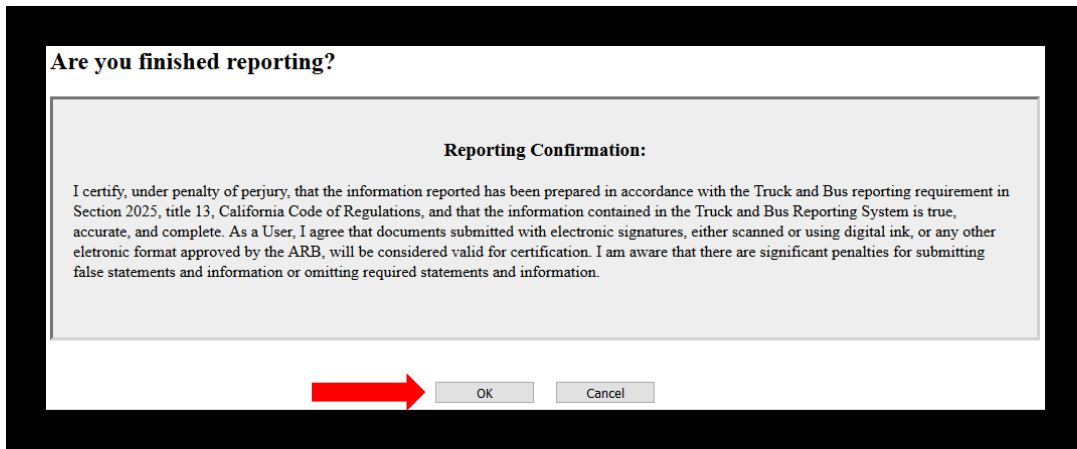 Are you finished reporting?
Reporting Confirmation:
I certify, under penalty of perjury, that the information reported has been prepared in accordance with the Truck and Bus reporting requirement in
Section 2025, title 13, California Code of Regulations, and that the information contained in the Truck and Bus Reporting System is true,
accurate, and complete. As a User, I agree that documents submitted with electronic signatures, either scanned or using digital ink, or any other
eletronic format approved by the ARB, will be considered valid for certification. I am aware that there are significant penalties for submitting
false statements and information or omitting required statements and information.
OK Cancel